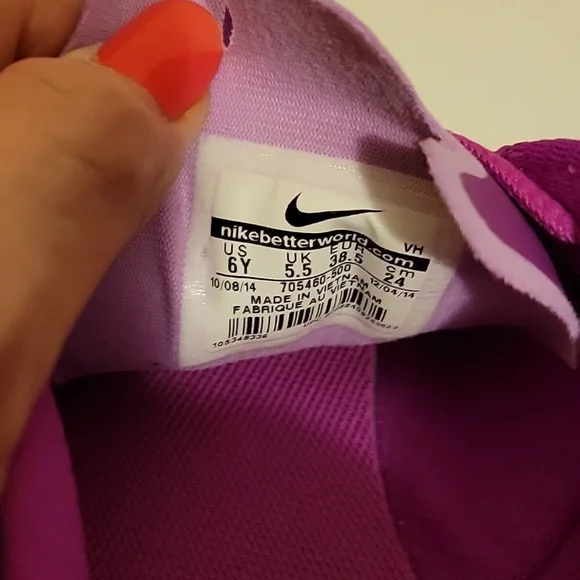 nikebetterworld.com
VH
US UK EUR cm
6Y 5.5 38.5 24
10/08/14 705460-500 12/04/14
MADE IN VIETNAM
FABRIQUE AU VIETNAM
105348336